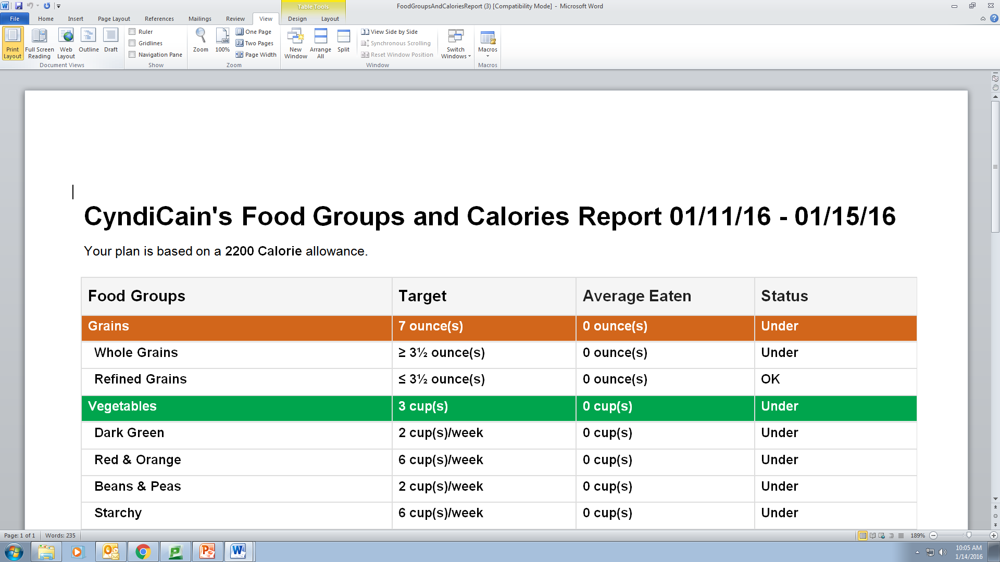 FoodGroupsAndCaloriesReport (3) [Compatibility Mode] - Microsoft Word
Table Tools
File Home Insert Page Layout References Mailings Review View Design Layout
Print Layout
Full Screen Reading
Web Layout
Outline
Draft
Document Views
Ruler
Gridlines
Navigation Pane
Show
Zoom
100%
One Page
Two Pages
Page Width
Zoom
New Window
Arrange All
Split
View Side by Side
Synchronous Scrolling
Reset Window Position
Window
Switch Windows
Macros
Macros
CyndiCain's Food Groups and Calories Report 01/11/16 - 01/15/16
Your plan is based on a 2200 Calorie allowance.
Food Groups Target Average Eaten Status
Grains 7 ounce(s) 0 ounce(s) Under
Whole Grains ≥ 3½ ounce(s) 0 ounce(s) Under
Refined Grains ≤ 3½ ounce(s) 0 ounce(s) OK
Vegetables 3 cup(s) 0 cup(s) Under
Dark Green 2 cup(s)/week 0 cup(s) Under
Red & Orange 6 cup(s)/week 0 cup(s) Under
Beans & Peas 2 cup(s)/week 0 cup(s) Under
Starchy 6 cup(s)/week 0 cup(s) Under
Page: 1 of 1 Words: 235 189%
10:05 AM
1/14/2016